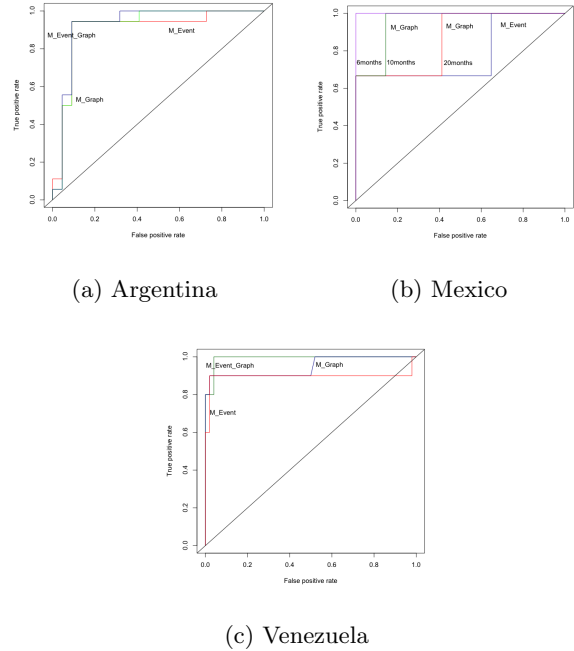 M_Event_Graph
M_Event
M_Graph
True positive rate
0.0 0.2 0.4 0.6 0.8 1.0
0.0 0.2 0.4 0.6 0.8 1.0
False positive rate
(a) Argentina
M_Graph
M_Graph
M_Event
6months
10months
20months
True positive rate
0.0 0.2 0.4 0.6 0.8 1.0
0.0 0.2 0.4 0.6 0.8 1.0
False positive rate
(b) Mexico
M_Event_Graph
M_Graph
M_Event
True positive rate
0.0 0.2 0.4 0.6 0.8 1.0
0.0 0.2 0.4 0.6 0.8 1.0
False positive rate
(c) Venezuela